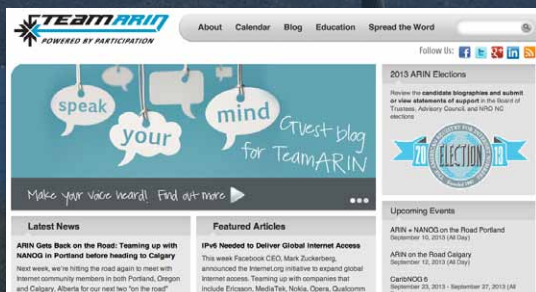 TEAMARIN
POWERED BY PARTICIPATION
About Calendar Blog Education Spread the Word
Follow Us:
speak
your
mind
Guest blog
for TeamARIN
Make your voice heard! Find out more
2013 ARIN Elections
Review the candidate biographies and submit
or view statements of support in the Board of
Trustees, Advisory Council, and NRO NC
elections
20 ELECTION 13
Upcoming Events
ARIN + NANOG on the Road Portland
September 10, 2013 (All Day)
ARIN on the Road Calgary
September 12, 2013 (All Day)
CaribNOG 6
September 23, 2013 - September 27, 2013 (All
Latest News
ARIN Gets Back on the Road: Teaming up with
NANOG in Portland before heading to Calgary
Next week, we're hitting the road again to meet with
Internet community members in both Portland, Oregon
and Calgary, Alberta for our next two "on the road"
Featured Articles
IPv6 Needed to Deliver Global Internet Access
This week Facebook CEO, Mark Zuckerberg,
announced the Internet.org initiative to expand global
Internet access. Teaming up with companies that
include Ericsson, MediaTek, Nokia, Opera, Qualcomm